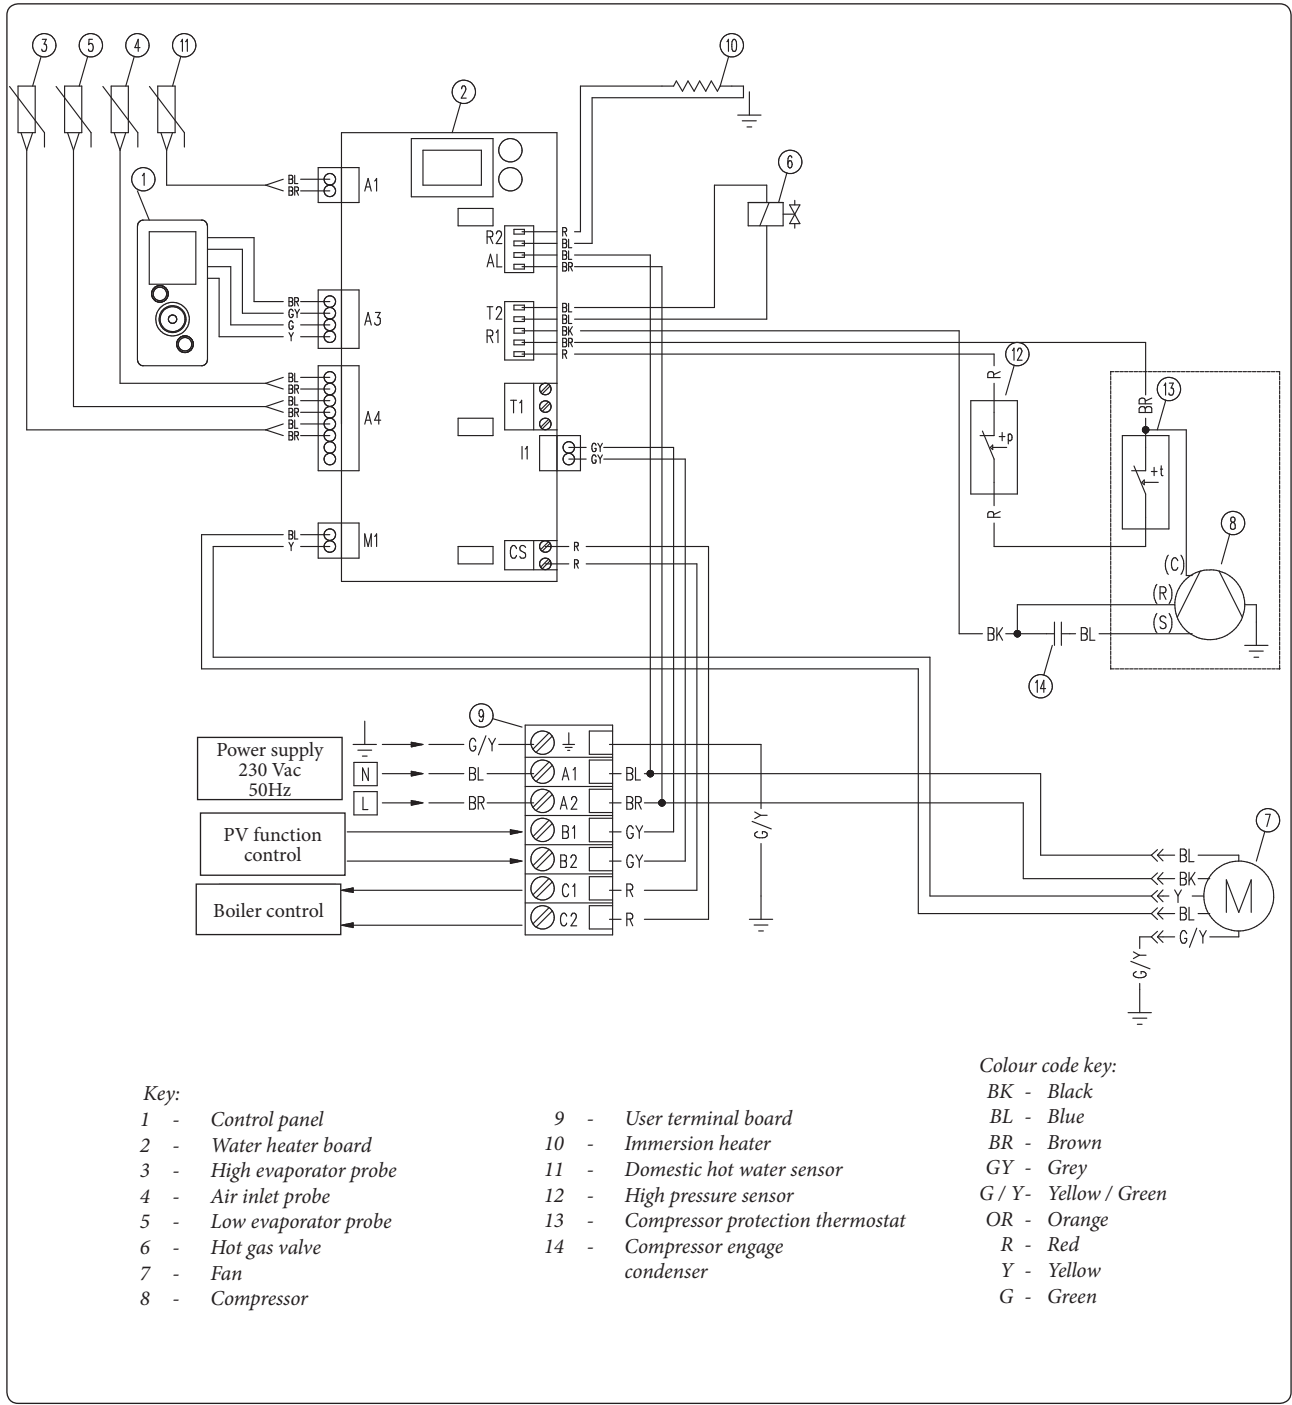 3 5 4 11 10
2
6
1
BL
BR
A1
R2
AL
R
BL
BL
BR
BR
GY
G
Y
A3
T2
R1
BL
BL
BK
BR
R
12
13
BL
BR
BL
BR
BL
BR
A4
T1
I1
GY
GY
R
+p
R
BR
+t
8
BL
Y
M1
CS
R
R
(C)
(R)
(S)
BK
BL
14
9
Power supply
230 Vac
50Hz
N
L
G/Y
BL
BR
A1
A2
BL
BR
PV function
control
B1
B2
GY
GY
G/Y
Boiler control
C1
C2
R
R
7
BL
BK
Y
BL
G/Y
M
G/Y
Key:
1 - Control panel
2 - Water heater board
3 - High evaporator probe
4 - Air inlet probe
5 - Low evaporator probe
6 - Hot gas valve
7 - Fan
8 - Compressor
9 - User terminal board
10 - Immersion heater
11 - Domestic hot water sensor
12 - High pressure sensor
13 - Compressor protection thermostat
14 - Compressor engage
condenser
Colour code key:
BK - Black
BL - Blue
BR - Brown
GY - Grey
G / Y- Yellow / Green
OR - Orange
R - Red
Y - Yellow
G - Green